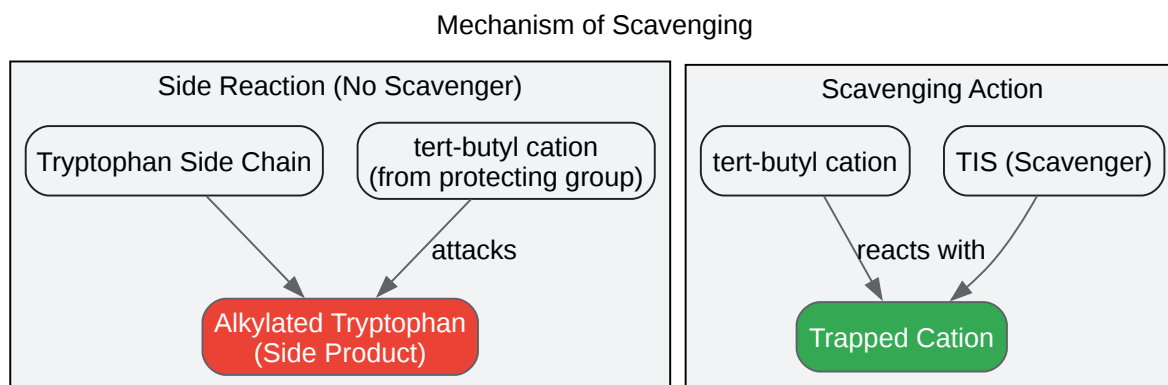 Mechanism of Scavenging
Side Reaction (No Scavenger)
Tryptophan Side Chain
tert-butyl cation
(from protecting group)
attacks
Alkylated Tryptophan
(Side Product)
Scavenging Action
tert-butyl cation
TIS (Scavenger)
reacts with
Trapped Cation